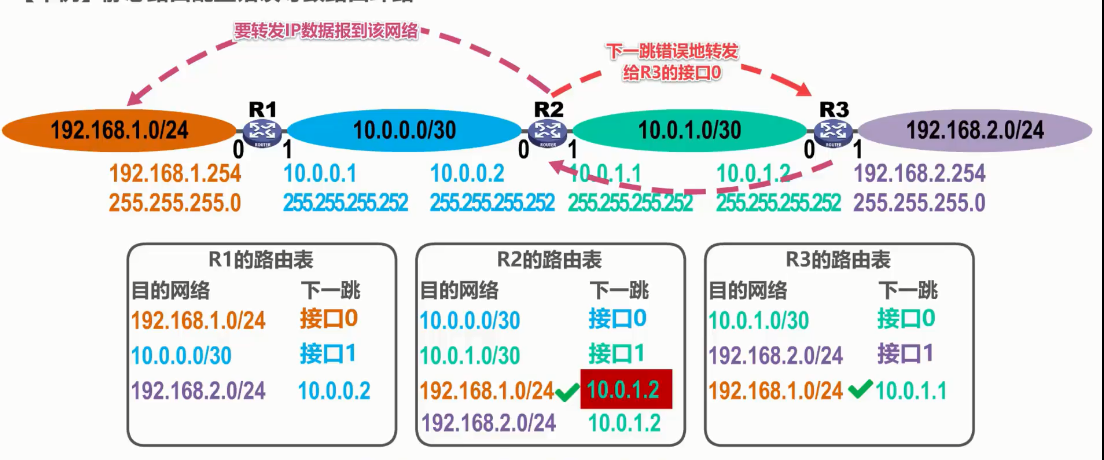 要转发IP数据报到该网络
下一跳错误地转发
给R3的接口0
R1
R2
R3
192.168.1.0/24
10.0.0.0/30
10.0.1.0/30
192.168.2.0/24
0
1
0
1
0
1
192.168.1.254
10.0.0.1
10.0.0.2
10.0.1.1
10.0.1.2
192.168.2.254
255.255.255.0
255.255.255.252
255.255.255.252
255.255.255.252
255.255.255.252
255.255.255.0
R1的路由表
目的网络 下一跳
192.168.1.0/24 接口0
10.0.0.0/30 接口1
192.168.2.0/24 10.0.0.2
R2的路由表
目的网络 下一跳
10.0.0.0/30 接口0
10.0.1.0/30 接口1
192.168.1.0/24 10.0.1.2
192.168.2.0/24 10.0.1.2
R3的路由表
目的网络 下一跳
10.0.1.0/30 接口0
192.168.2.0/24 接口1
192.168.1.0/24 10.0.1.1